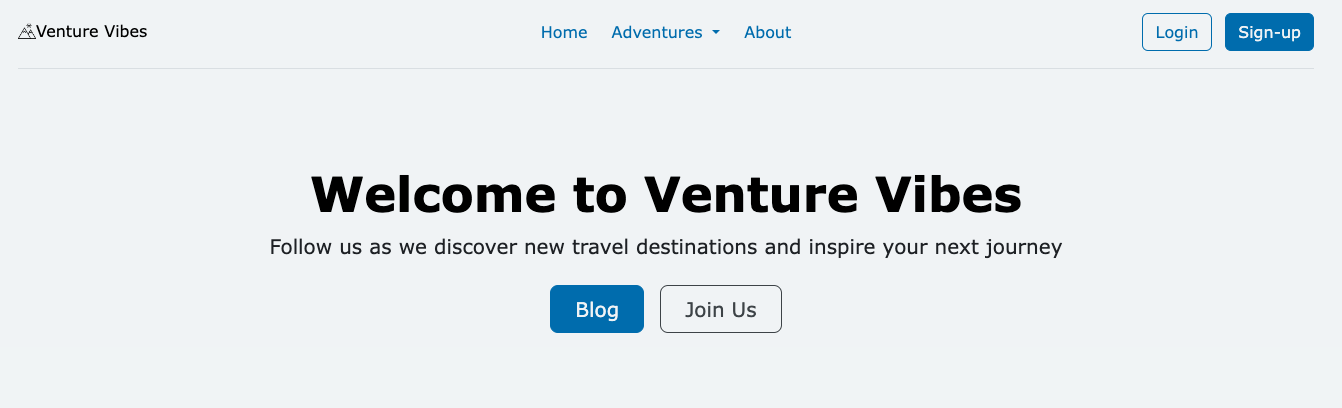 Venture Vibes Home Adventures About Login Sign-up
Welcome to Venture Vibes
Follow us as we discover new travel destinations and inspire your next journey
Blog Join Us